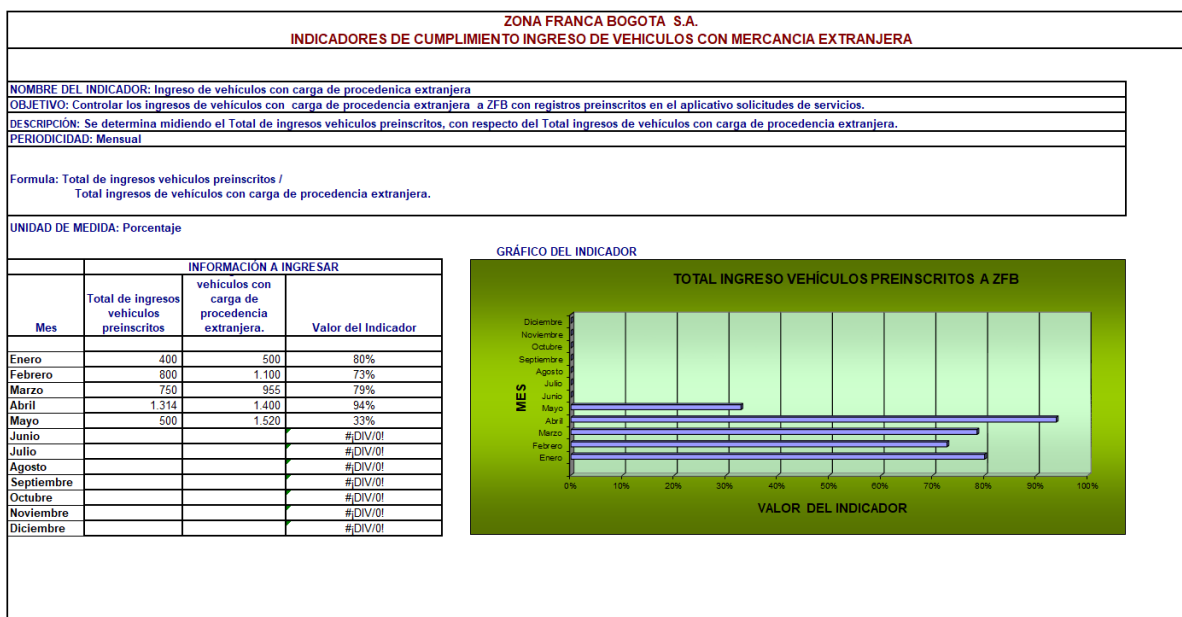 ZONA FRANCA BOGOTA S.A.
INDICADORES DE CUMPLIMIENTO INGRESO DE VEHICULOS CON MERCANCIA EXTRANJERA
NOMBRE DEL INDICADOR: Ingreso de vehículos con carga de procedenica extranjera
OBJETIVO: Controlar los ingresos de vehículos con carga de procedencia extranjera a ZFB con registros preinscritos en el aplicativo solicitudes de servicios.
DESCRIPCIÓN: Se determina midiendo el Total de ingresos vehiculos preinscritos, con respecto del Total ingresos de vehículos con carga de procedencia extranjera.
PERIODICIDAD: Mensual
Formula: Total de ingresos vehiculos preinscritos /
Total ingresos de vehículos con carga de procedencia extranjera.
UNIDAD DE MEDIDA: Porcentaje
INFORMACIÓN A INGRESAR
Mes
Total de ingresos
vehiculos
preinscritos
vehículos con
carga de
procedencia
extranjera.
Valor del Indicador
Enero 400 500 80%
Febrero 800 1.100 73%
Marzo 750 955 79%
Abril 1.314 1.400 94%
Mayo 500 1.520 33%
Junio #¡DIV/0!
Julio #¡DIV/0!
Agosto #¡DIV/0!
Septiembre #¡DIV/0!
Octubre #¡DIV/0!
Noviembre #¡DIV/0!
Diciembre #¡DIV/0!
GRÁFICO DEL INDICADOR
TOTAL INGRESO VEHÍCULOS PREINSCRITOS A ZFB
MES
Diciembre
Noviembre
Octubre
Septiembre
Agosto
Julio
Junio
Mayo
Abril
Marzo
Febrero
Enero
0% 10% 20% 30% 40% 50% 60% 70% 80% 90% 100%
VALOR DEL INDICADOR